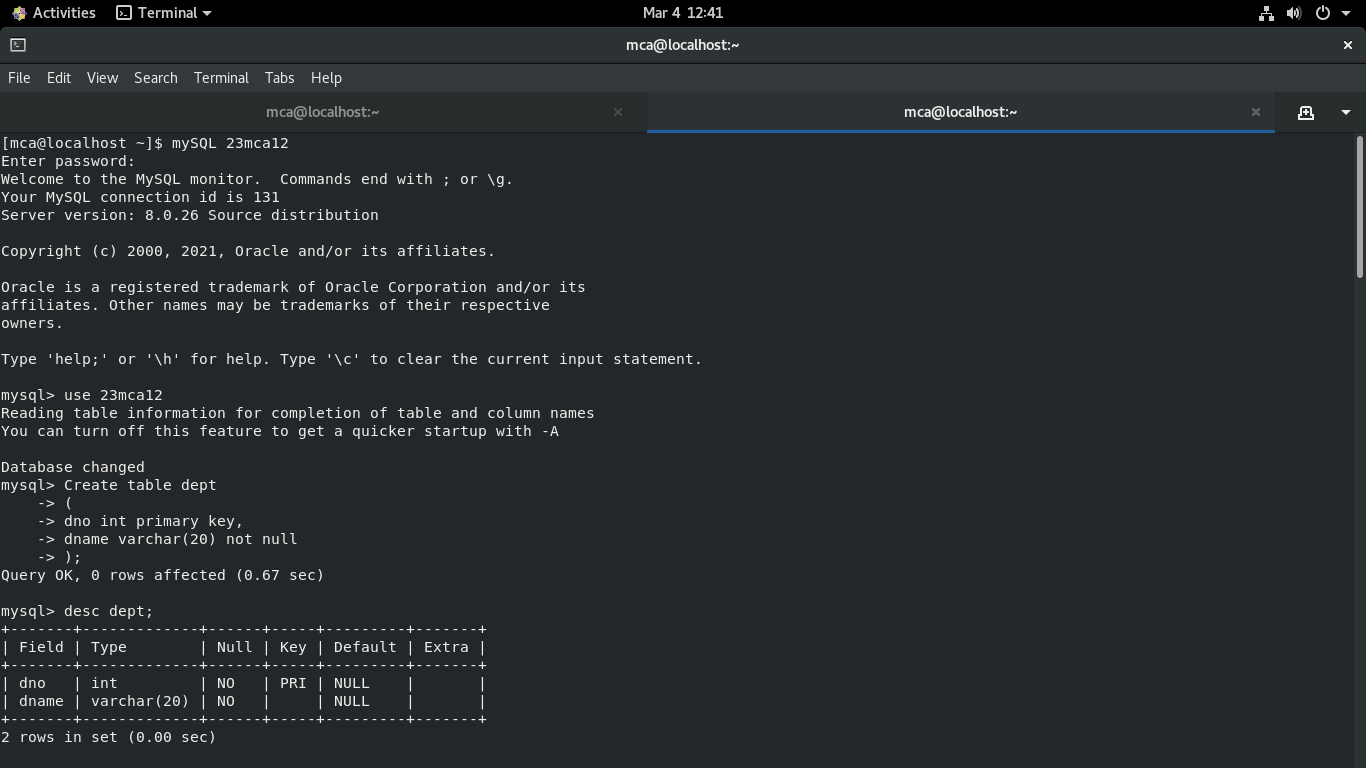 Activities Terminal Mar 4 12:41
mca@localhost:~
File Edit View Search Terminal Tabs Help
mca@localhost:~ mca@localhost:~
[mca@localhost ~]$ mySQL 23mca12
Enter password:
Welcome to the MySQL monitor.  Commands end with ; or \g.
Your MySQL connection id is 131
Server version: 8.0.26 Source distribution

Copyright (c) 2000, 2021, Oracle and/or its affiliates.

Oracle is a registered trademark of Oracle Corporation and/or its
affiliates. Other names may be trademarks of their respective
owners.

Type 'help;' or '\h' for help. Type '\c' to clear the current input statement.

mysql> use 23mca12
Reading table information for completion of table and column names
You can turn off this feature to get a quicker startup with -A

Database changed
mysql> Create table dept
    -> (
    -> dno int primary key,
    -> dname varchar(20) not null
    -> );
Query OK, 0 rows affected (0.67 sec)

mysql> desc dept;
+-------+-------------+------+-----+---------+-------+
| Field | Type        | Null | Key | Default | Extra |
+-------+-------------+------+-----+---------+-------+
| dno   | int         | NO   | PRI | NULL    |       |
| dname | varchar(20) | NO   |     | NULL    |       |
+-------+-------------+------+-----+---------+-------+
2 rows in set (0.00 sec)